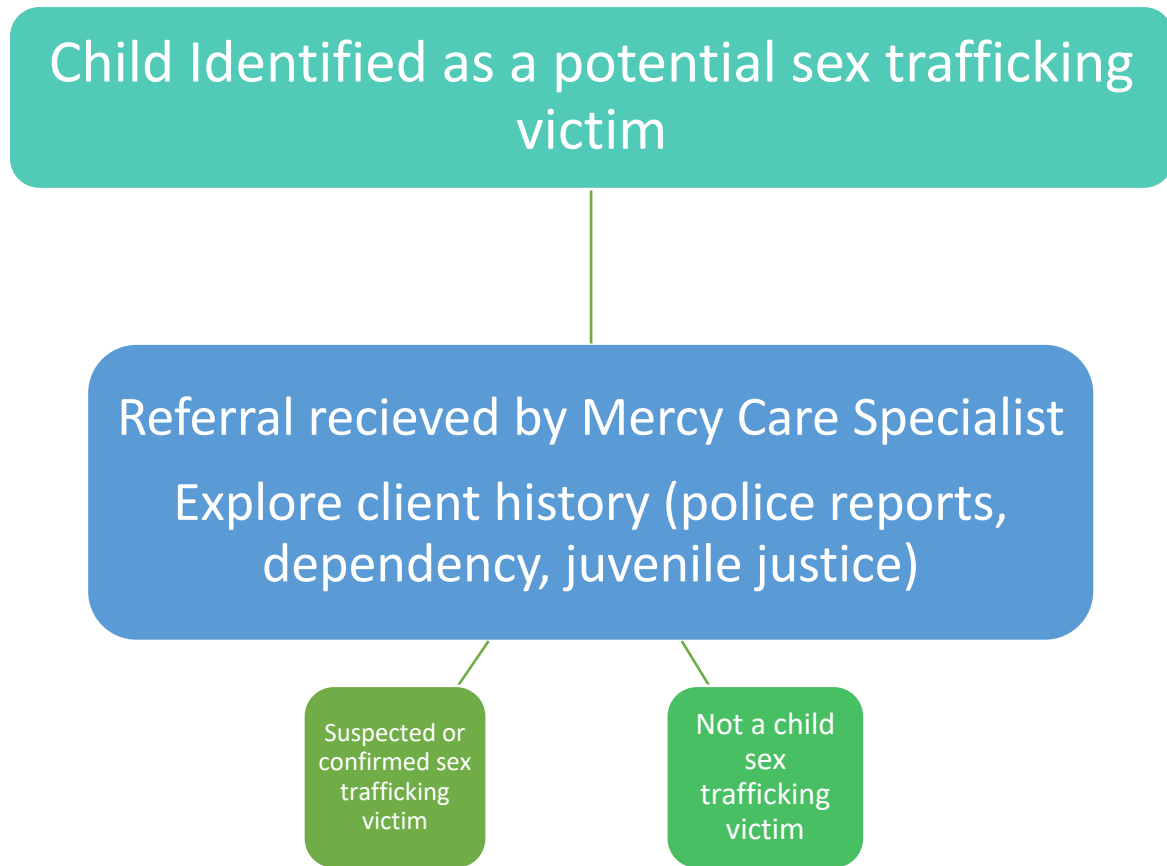 Child Identified as a potential sex trafficking
victim
Referral recieved by Mercy Care Specialist
Explore client history (police reports,
dependency, juvenile justice)
Suspected or
confirmed sex
trafficking
victim
Not a child
sex
trafficking
victim